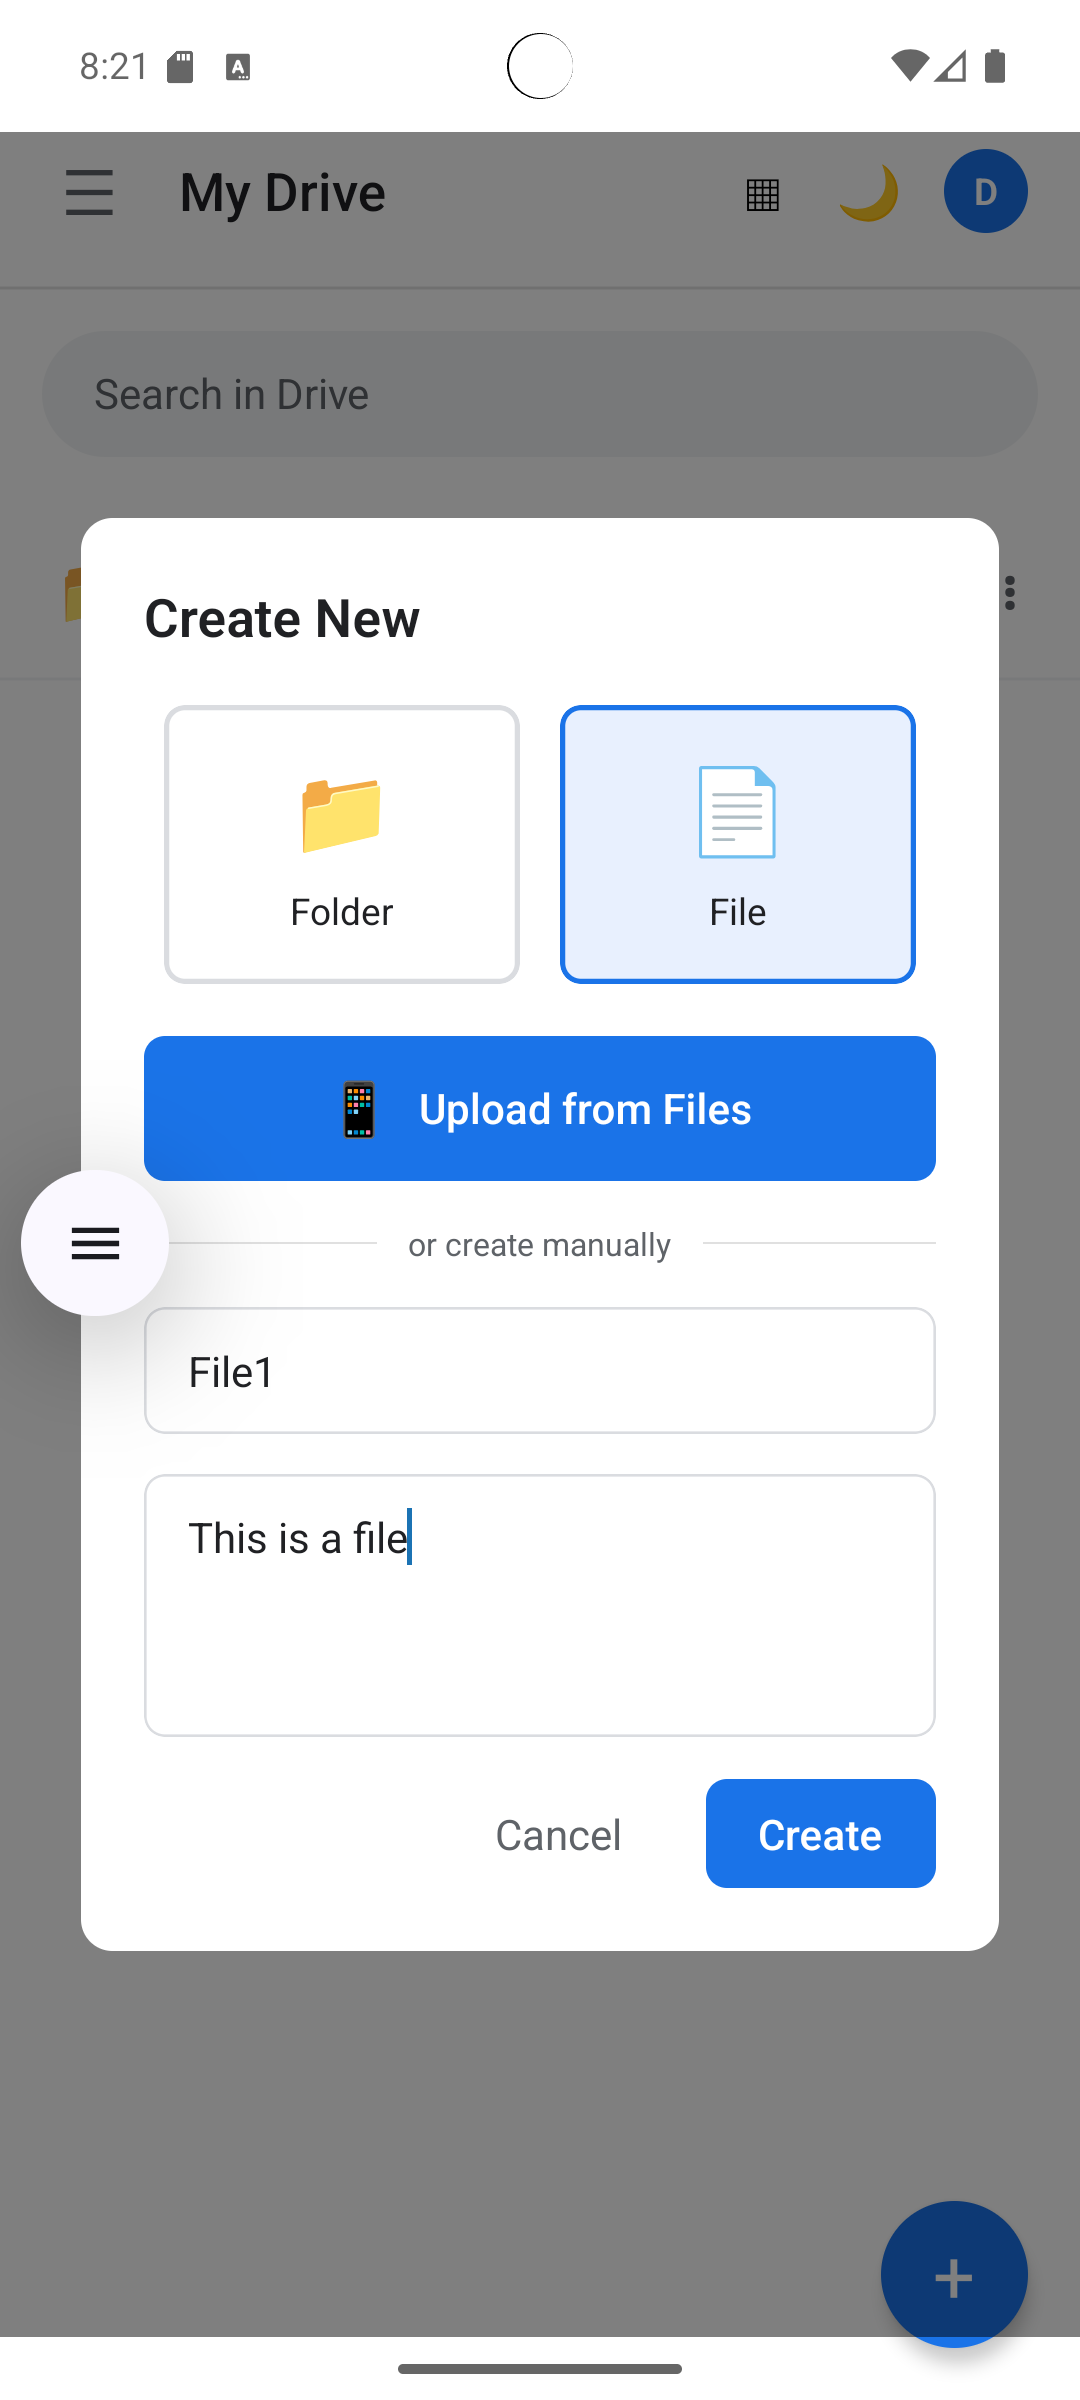 8:21
My Drive
D
Search in Drive
Create New
Folder
File
Upload from Files
or create manually
File1
This is a file
Cancel
Create
+